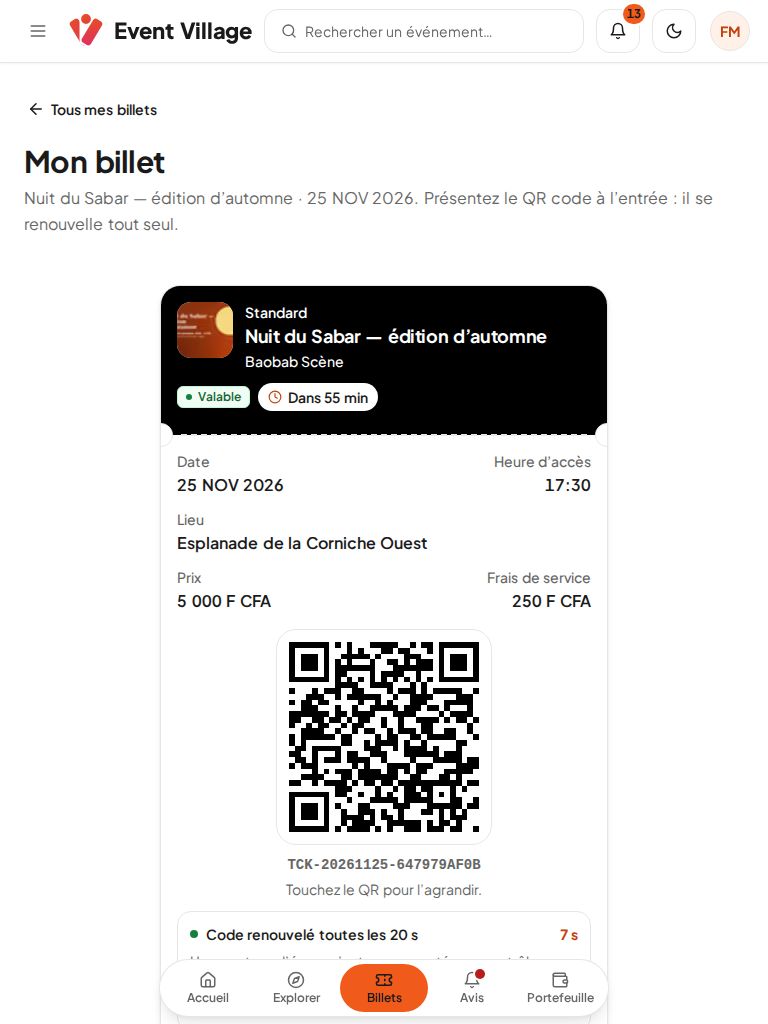 Event Village
Rechercher un événement...
13
FM
Tous mes billets
Mon billet
Nuit du Sabar — édition d’automne · 25 NOV 2026. Présentez le QR code à l’entrée : il se
renouvelle tout seul.
Standard
Nuit du Sabar — édition d’automne
Baobab Scène
Valable
Dans 55 min
Date
Heure d’accès
25 NOV 2026
17:30
Lieu
Esplanade de la Corniche Ouest
Prix
Frais de service
5 000 F CFA
250 F CFA
TCK-20261125-647979AF0B
Touchez le QR pour l’agrandir.
Code renouvelé toutes les 20 s
7 s
Accueil
Explorer
Billets
Avis
Portefeuille